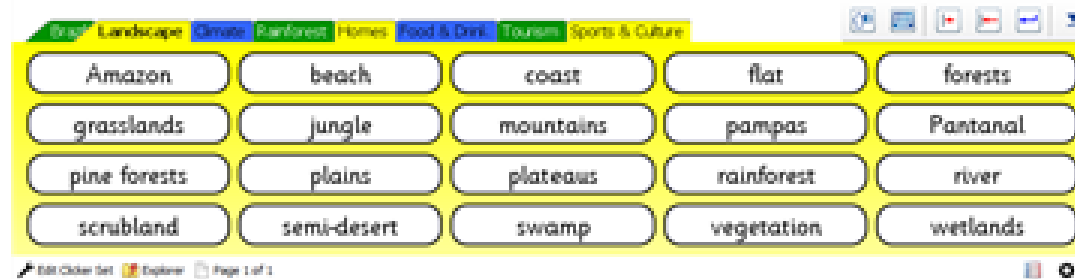 Brazil Landscape Climate Rainforest Homes Food & Drink Tourism Sports & Culture
Amazon beach coast flat forests
grasslands jungle mountains pampas Pantanal
pine forests plains plateaus rainforest river
scrubland semi-desert swamp vegetation wetlands
Edit Clicker Set Explorer Page 1 of 1